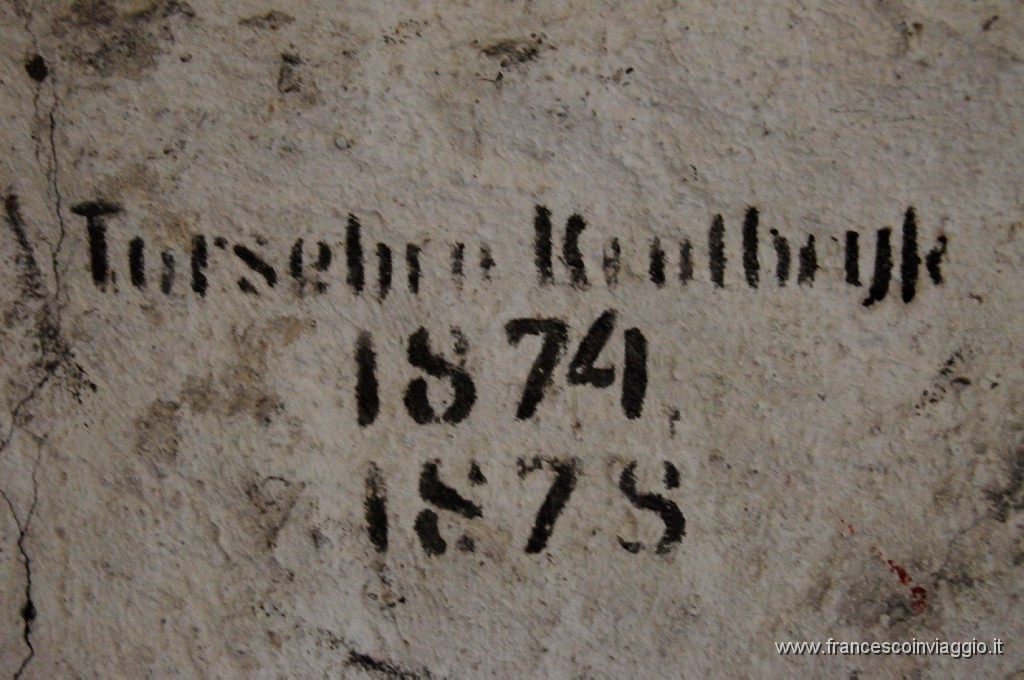 Torsebro Krutbruk
1874
1878
www.francescoinviaggio.it